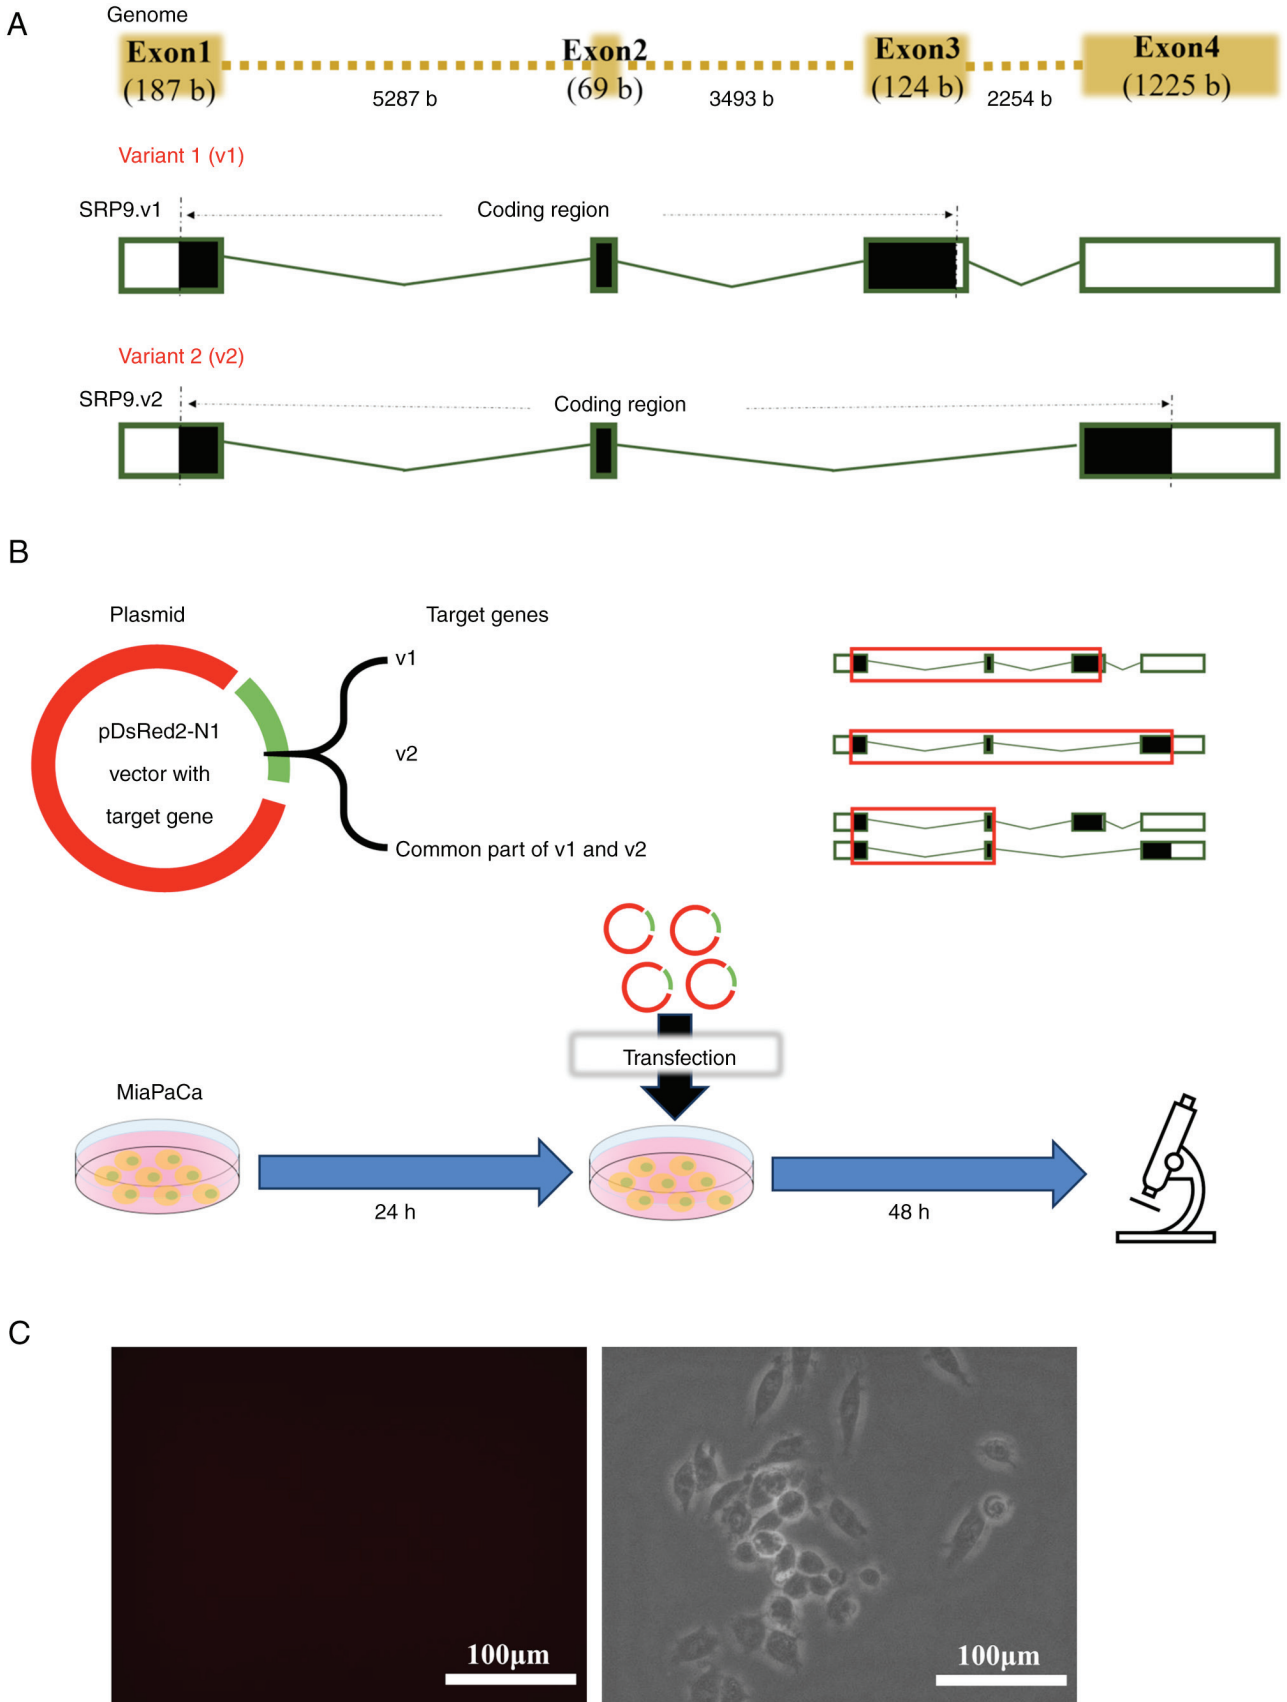 A
Genome
Exon1
(187 b)
5287 b
Exon2
(69 b)
3493 b
Exon3
(124 b)
2254 b
Exon4
(1225 b)
Variant 1 (v1)
SRP9.v1
Coding region
Variant 2 (v2)
SRP9.v2
Coding region
B
Plasmid
Target genes
pDsRed2-N1
vector with
target gene
v1
v2
Common part of v1 and v2
Transfection
MiaPaCa
24 h
48 h
C
100μm
100μm